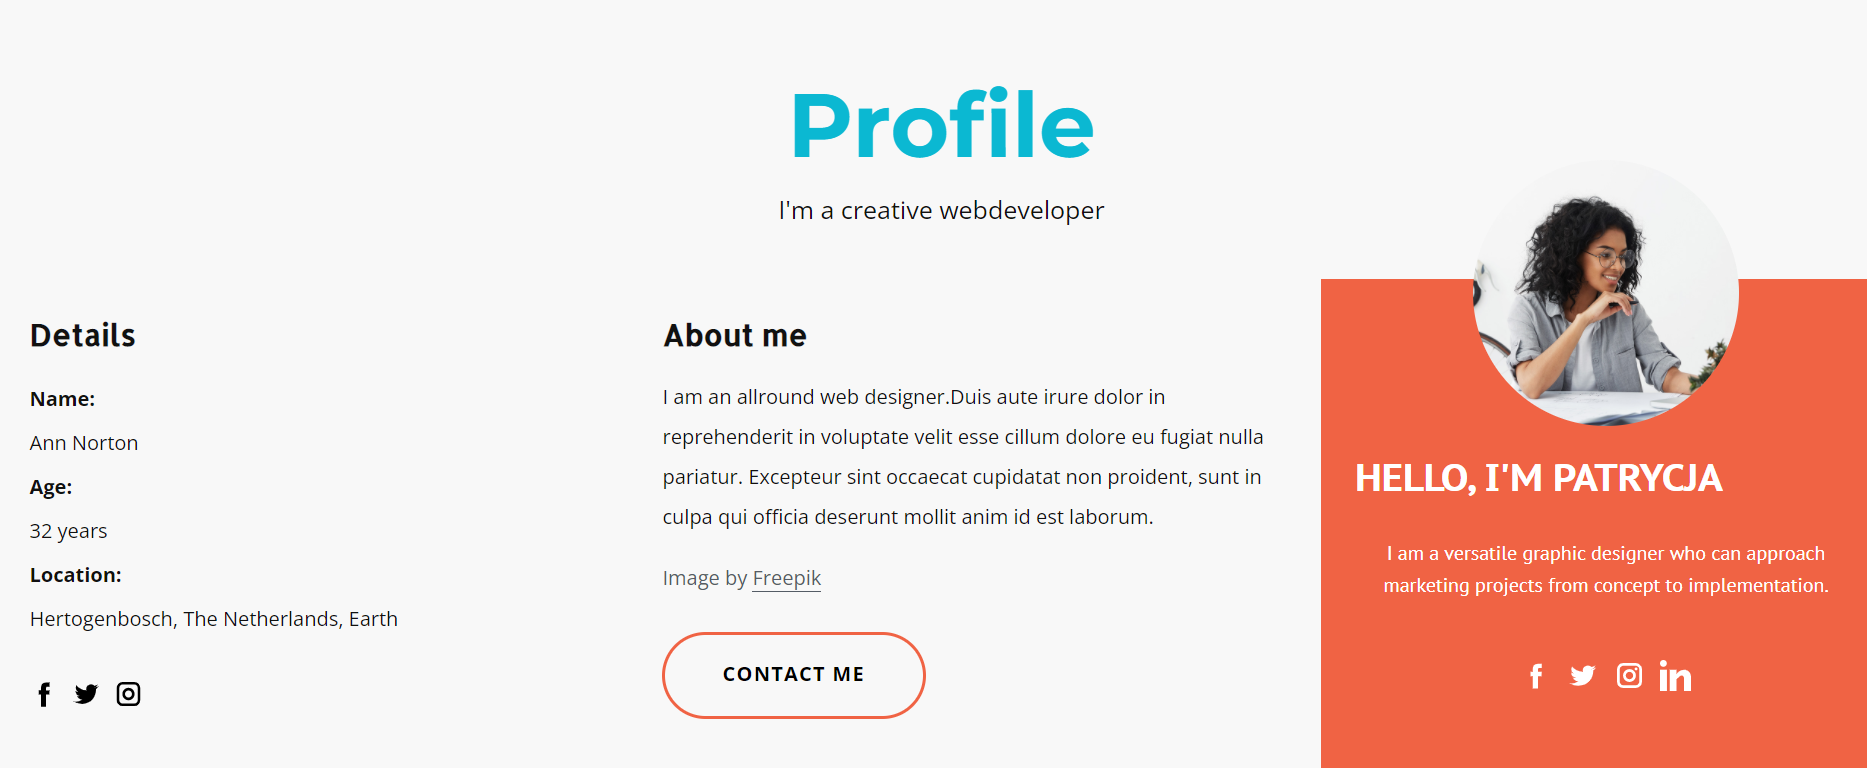 Profile
I'm a creative webdeveloper
Details
Name:
Ann Norton
Age:
32 years
Location:
Hertogenbosch, The Netherlands, Earth
About me
I am an allround web designer.Duis aute irure dolor in
reprehenderit in voluptate velit esse cillum dolore eu fugiat nulla
pariatur. Excepteur sint occaecat cupidatat non proident, sunt in
culpa qui officia deserunt mollit anim id est laborum.
Image by Freepik
CONTACT ME
HELLO, I'M PATRYCJA
I am a versatile graphic designer who can approach
marketing projects from concept to implementation.